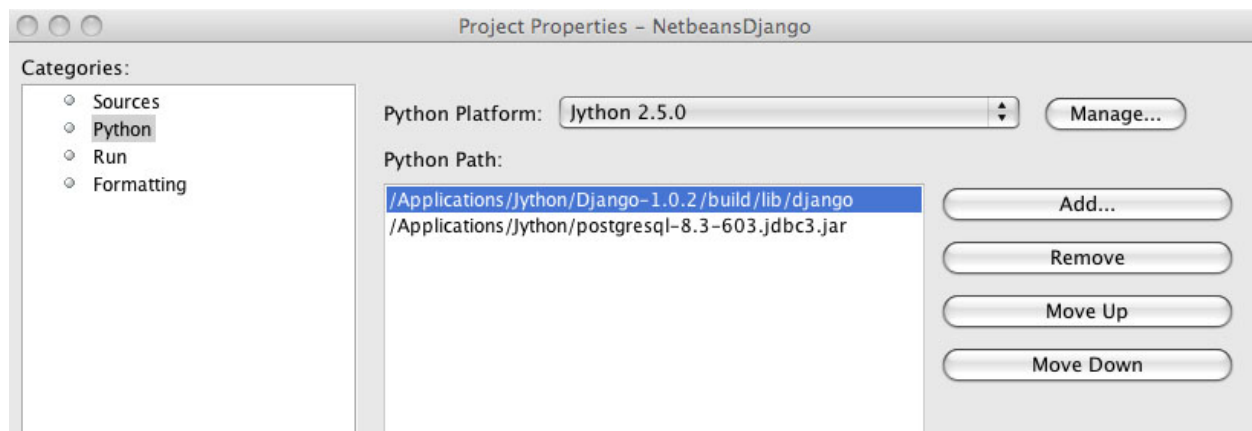 Project Properties – NetbeansDjango
Categories:
Sources
Python
Run
Formatting
Python Platform: Jython 2.5.0 Manage...
Python Path:
/Applications/Jython/Django-1.0.2/build/lib/django
/Applications/Jython/postgresql-8.3-603.jdbc3.jar
Add...
Remove
Move Up
Move Down